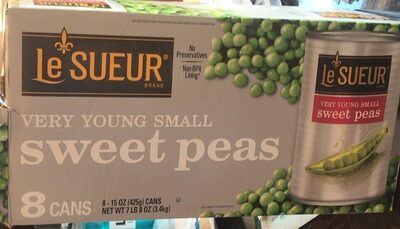 Le SUEUR®
BRAND
No
Preservatives
Non-BPA
Lining*
VERY YOUNG SMALL
sweet peas
8 CANS
8 - 15 OZ (425g) CANS
NET WT 7 LB 8 OZ (3.4kg)
Le SUEUR
BRAND
VERY YOUNG SMALL
sweet peas